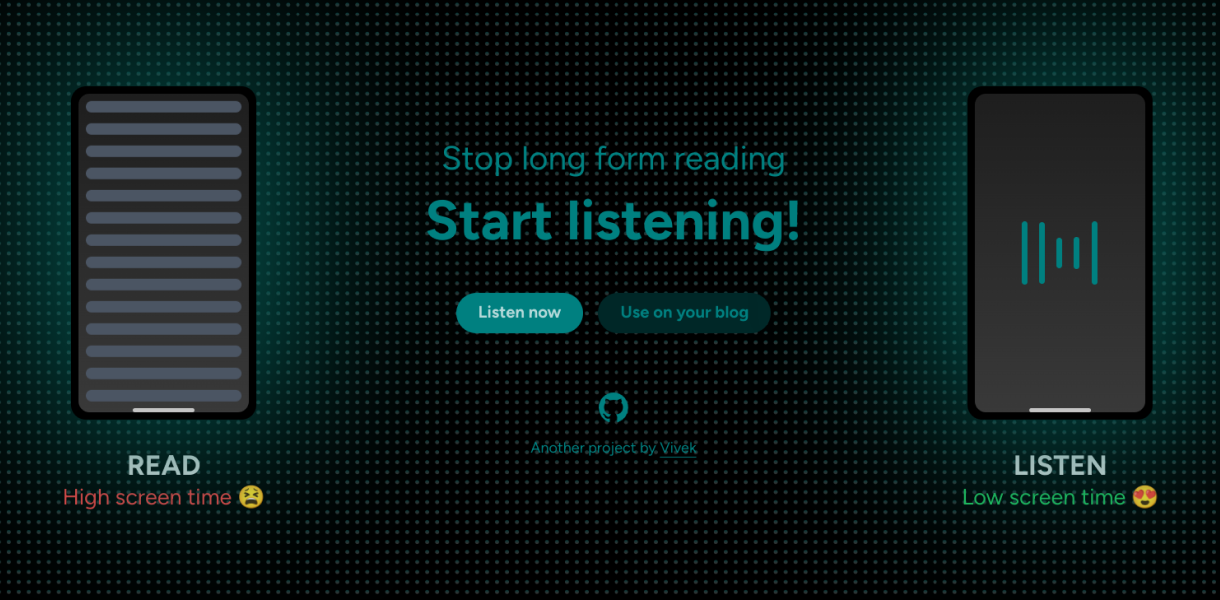 Stop long form reading
Start listening!
Listen now
Use on your blog
Another project by Vivek
READ
High screen time 😫
LISTEN
Low screen time 😍